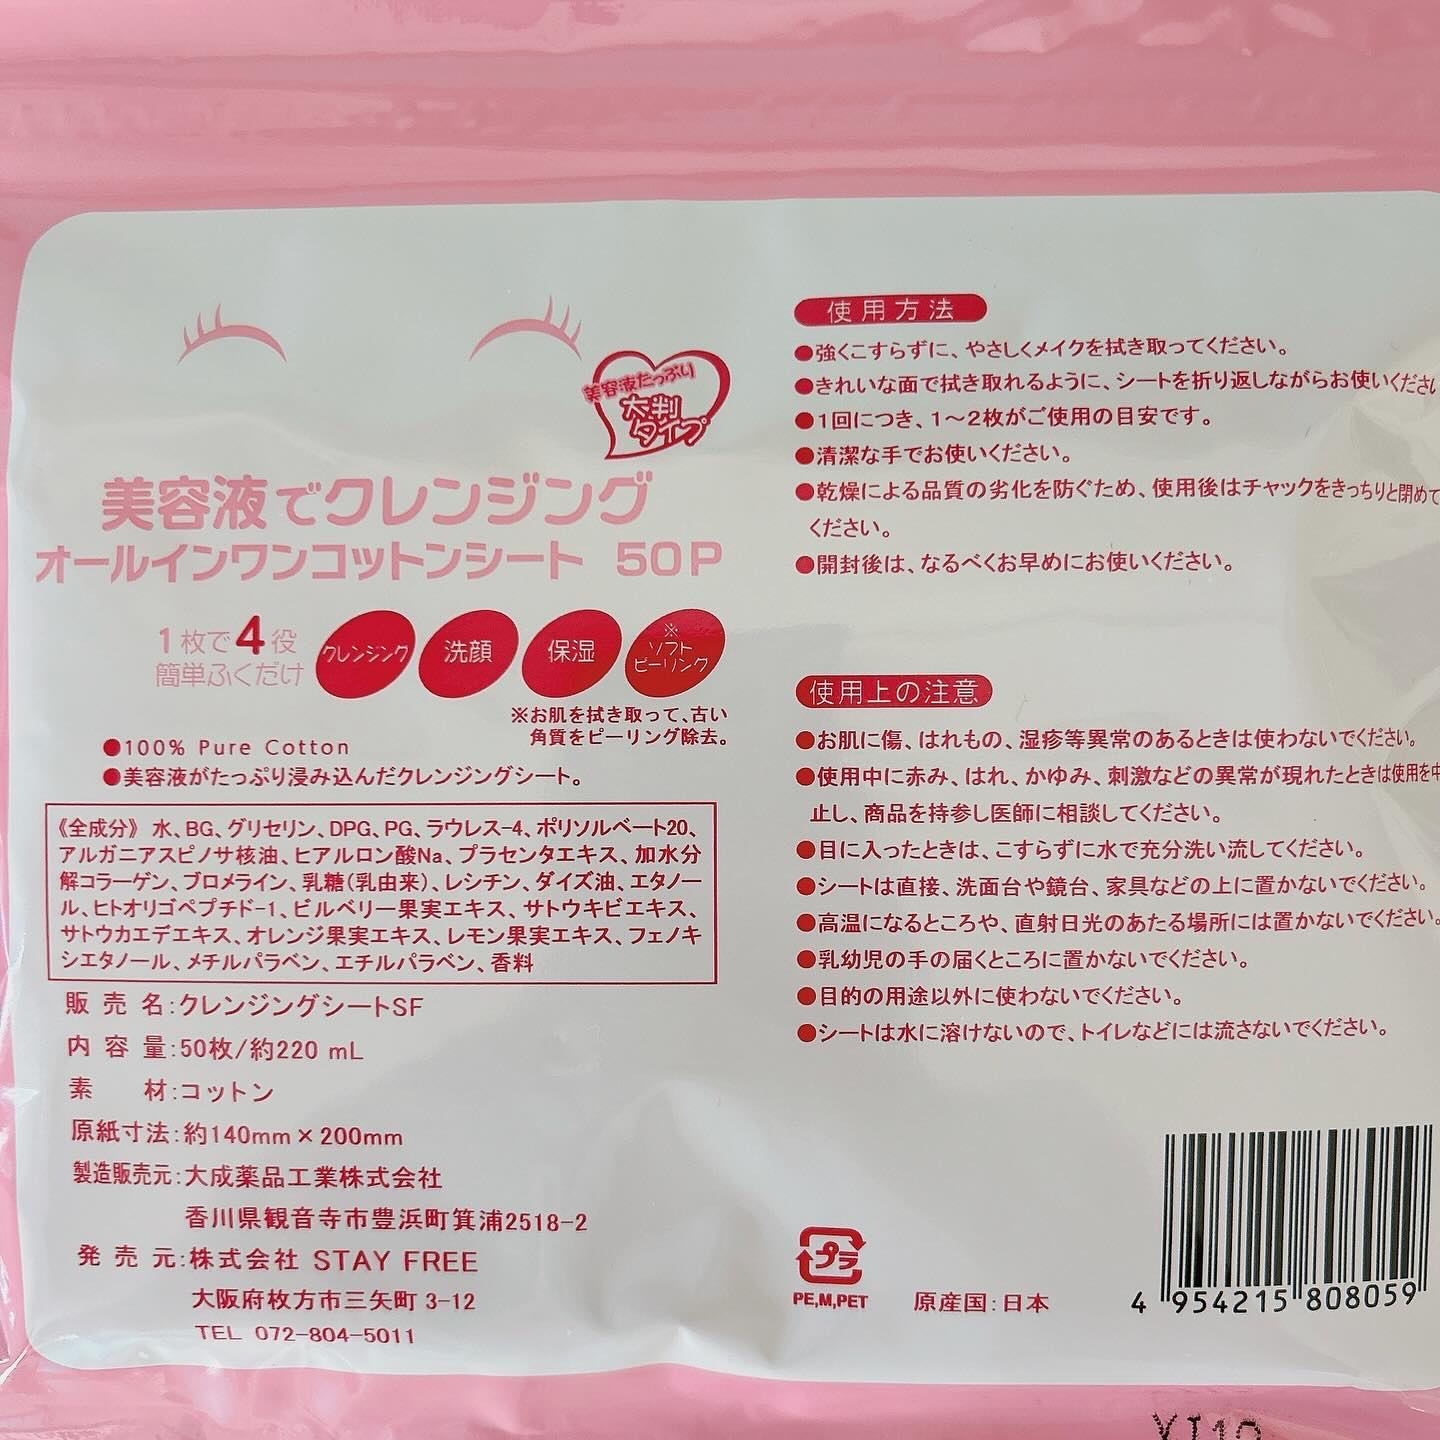 美容液たっぷり
大判
タイプ
美容液でクレンジング
オールインワンコットンシート 50P
1枚で4役
簡単ふくだけ
クレンジング
洗顔
保湿
※
ソフト
ピーリング
※お肌を拭き取って、古い
角質をピーリング除去。
●100% Pure Cotton
●美容液がたっぷり浸み込んだクレンジングシート。
《全成分》 水、BG、グリセリン、DPG、PG、ラウレス-4、ポリソルベート20、
アルガニアスピノサ核油、ヒアルロン酸Na、プラセンタエキス、加水分
解コラーゲン、ブロメライン、乳糖(乳由来)、レシチン、ダイズ油、エタノー
ル、ヒトオリゴペプチド-1、ビルベリー果実エキス、サトウキビエキス、
サトウカエデエキス、オレンジ果実エキス、レモン果実エキス、フェノキ
シエタノール、メチルパラベン、エチルパラベン、香料
販売名:クレンジングシートSF
内容量:50枚/約220 mL
素材:コットン
原紙寸法:約140mm×200mm
製造販売元:大成薬品工業株式会社
香川県観音寺市豊浜町箕浦2518-2
発売元:株式会社 STAY FREE
大阪府枚方市三矢町 3-12
TEL 072-804-5011
使用方法
●強くこすらずに、やさしくメイクを拭き取ってください。
●きれいな面で拭き取れるように、シートを折り返しながらお使いください
●1回につき、1～2枚がご使用の目安です。
●清潔な手でお使いください。
●乾燥による品質の劣化を防ぐため、使用後はチャックをきっちりと閉めて
ください。
●開封後は、なるべくお早めにお使いください。
使用上の注意
●お肌に傷、はれもの、湿疹等異常のあるときは使わないでください。
●使用中に赤み、はれ、かゆみ、刺激などの異常が現れたときは使用を中
止し、商品を持参し医師に相談してください。
●目に入ったときは、こすらずに水で充分洗い流してください。
●シートは直接、洗面台や鏡台、家具などの上に置かないでください。
●高温になるところや、直射日光のあたる場所には置かないでください。
●乳幼児の手の届くところに置かないでください。
●目的の用途以外に使わないでください。
●シートは水に溶けないので、トイレなどには流さないでください。
プラ
PE,M,PET
原産国:日本
4 954215 808059